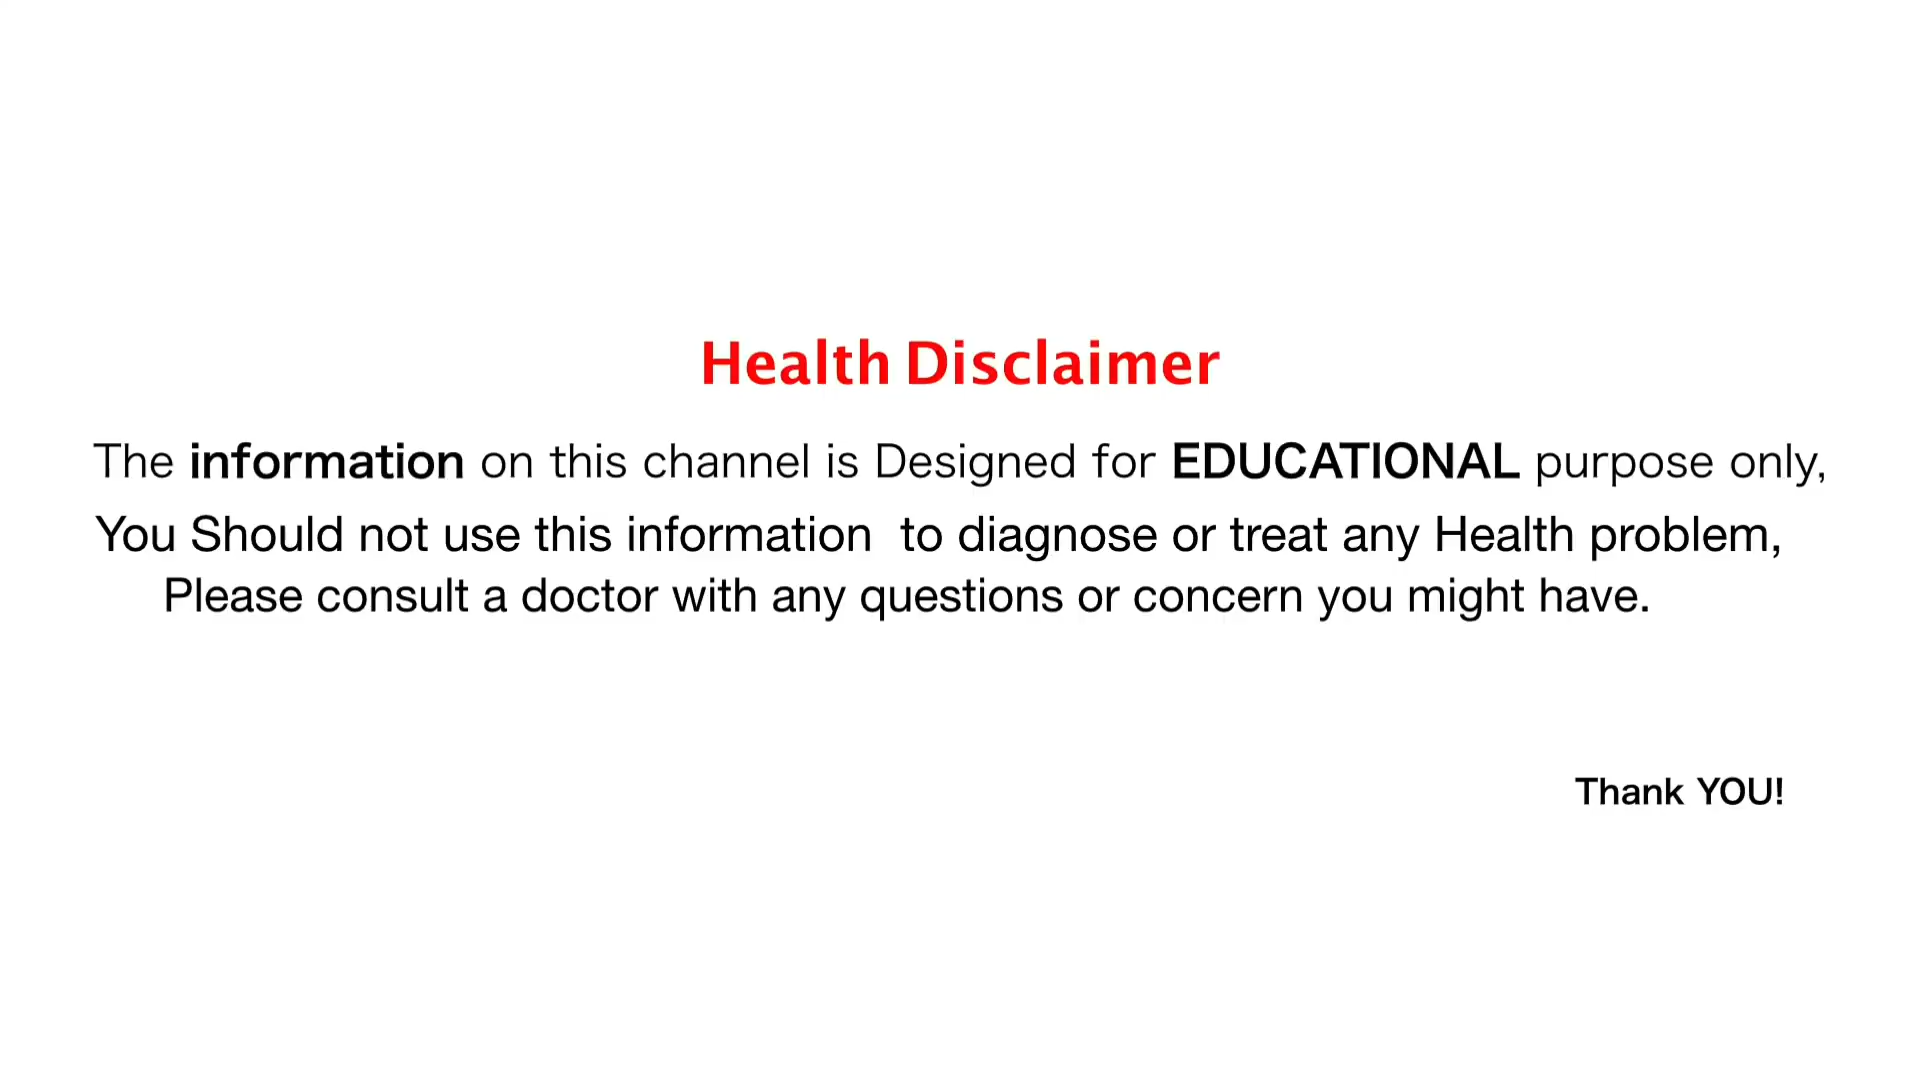 Health Disclaimer
The information on this channel is Designed for EDUCATIONAL purpose only,
You Should not use this information  to diagnose or treat any Health problem,
Please consult a doctor with any questions or concern you might have.
Thank YOU!